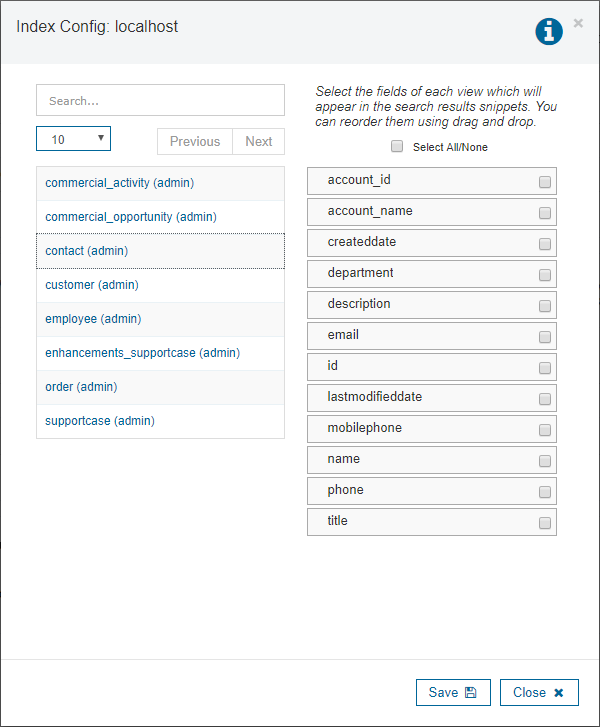 Index Config: localhost
Search...
10
Previous
Next
commercial_activity (admin)
commercial_opportunity (admin)
contact (admin)
customer (admin)
employee (admin)
enhancements_supportcase (admin)
order (admin)
supportcase (admin)
Select the fields of each view which will
appear in the search results snippets. You
can reorder them using drag and drop.
Select All/None
account_id
account_name
createddate
department
description
email
id
lastmodifieddate
mobilephone
name
phone
title
Save
Close